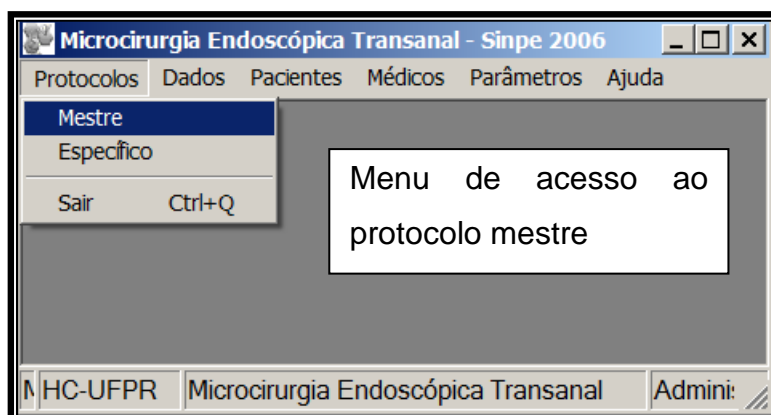 Microcirurgia Endoscópica Transanal - Sinpe 2006
Protocolos Dados Pacientes Médicos Parâmetros Ajuda
Mestre
Específico
Sair Ctrl+Q
Menu de acesso ao
protocolo mestre
HC-UFPR Microcirurgia Endoscópica Transanal